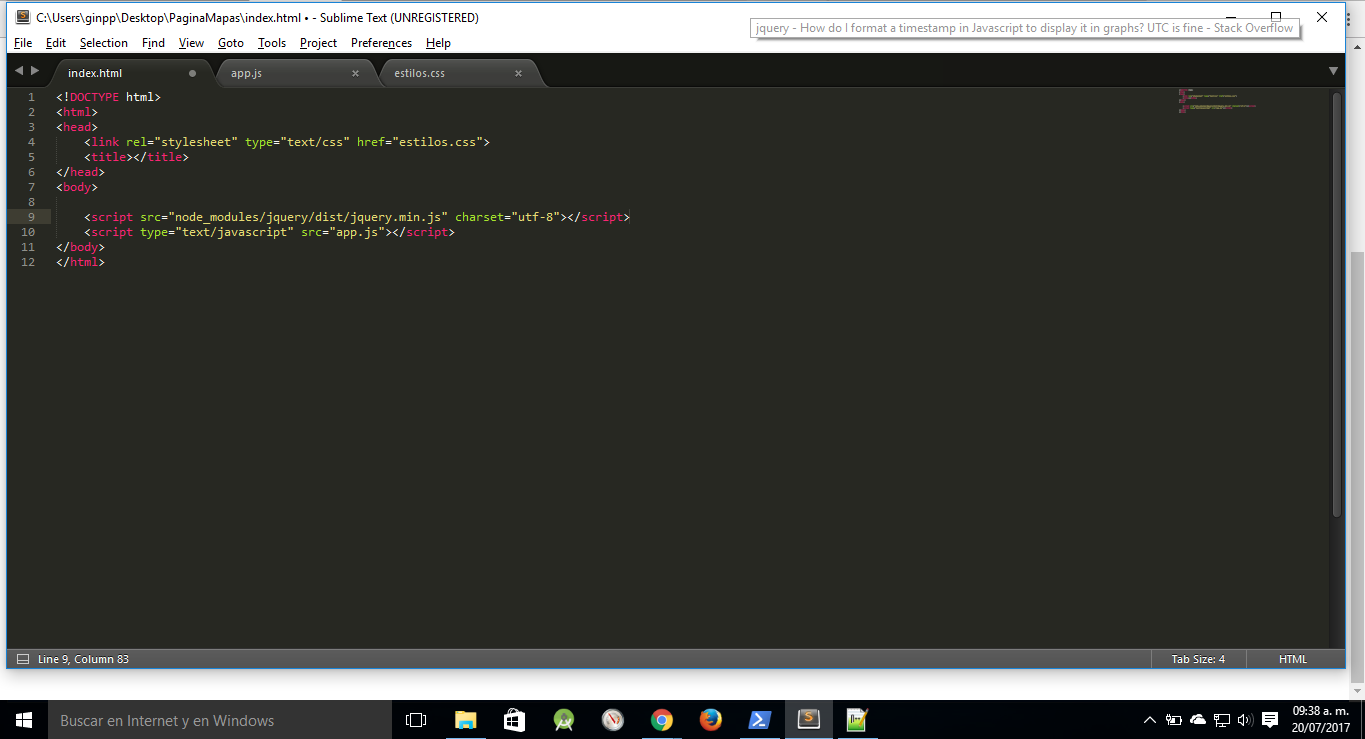 C:\Users\ginpp\Desktop\PaginaMapas\index.html • - Sublime Text (UNREGISTERED)
jquery - How do I format a timestamp in Javascript to display it in graphs? UTC is fine - Stack Overflow
File Edit Selection Find View Goto Tools Project Preferences Help
index.html app.js estilos.css
1 <!DOCTYPE html>
2 <html>
3 <head>
4 <link rel="stylesheet" type="text/css" href="estilos.css">
5 <title></title>
6 </head>
7 <body>
8
9 <script src="node_modules/jquery/dist/jquery.min.js" charset="utf-8"></script>
10 <script type="text/javascript" src="app.js"></script>
11 </body>
12 </html>
Line 9, Column 83 Tab Size: 4 HTML
Buscar en Internet y en Windows
09:38 a. m.
20/07/2017